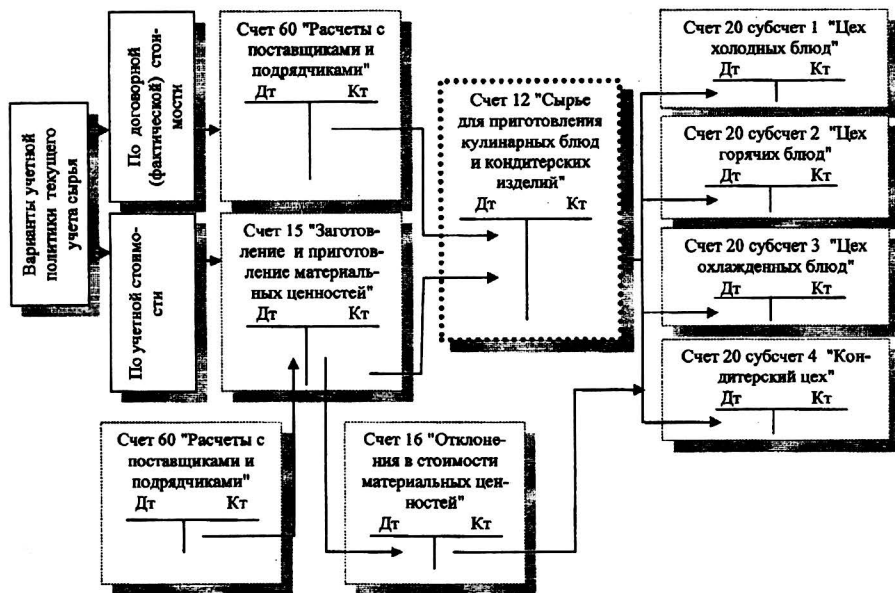 Варианты учетной
политики текущего
учета сырья
По договорной
(фактической) стои-
мости
По учетной стоимо-
сти
Счет 60 "Расчеты с
поставщиками и
подрядчиками"
Дт Кт
Счет 15 "Заготов-
ление и приготов-
ление материаль-
ных ценностей"
Дт Кт
Счет 60 "Расчеты с
поставщиками и
подрядчиками"
Дт Кт
Счет 16 "Отклоне-
ния в стоимости
материальных цен-
ностей"
Дт Кт
Счет 12 "Сырье
для приготовления
кулинарных блюд
и кондитерских
изделий"
Дт Кт
Счет 20 субсчет 1 "Цех
холодных блюд"
Дт Кт
Счет 20 субсчет 2 "Цех
горячих блюд"
Дт Кт
Счет 20 субсчет 3 "Цех
охлажденных блюд"
Дт Кт
Счет 20 субсчет 4 "Кон-
дитерский цех"
Дт Кт